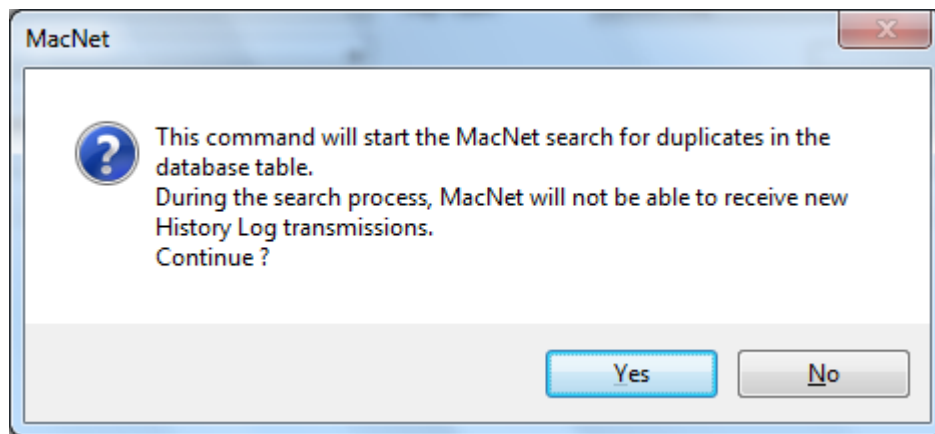 MacNet
This command will start the MacNet search for duplicates in the
database table.
During the search process, MacNet will not be able to receive new
History Log transmissions.
Continue ?
Yes
No